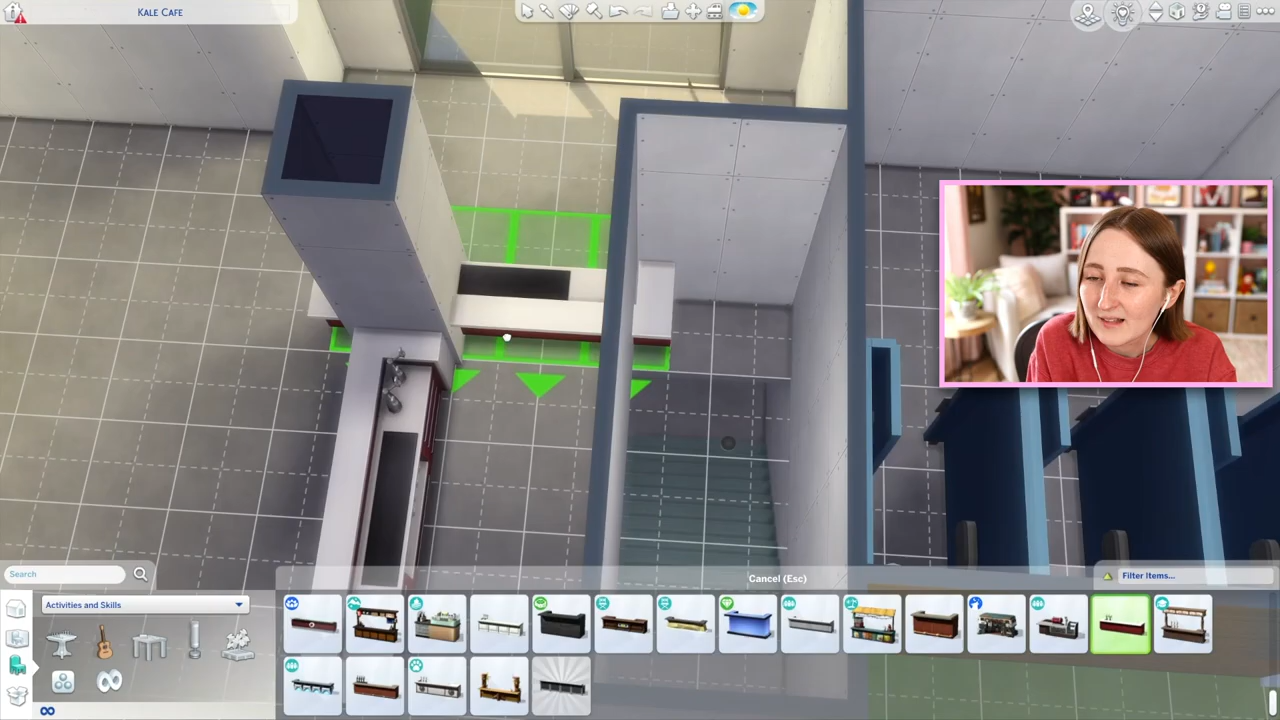 KALE CAFE
Cancel (Esc)
Search
Filter Items...
Activities and Skills